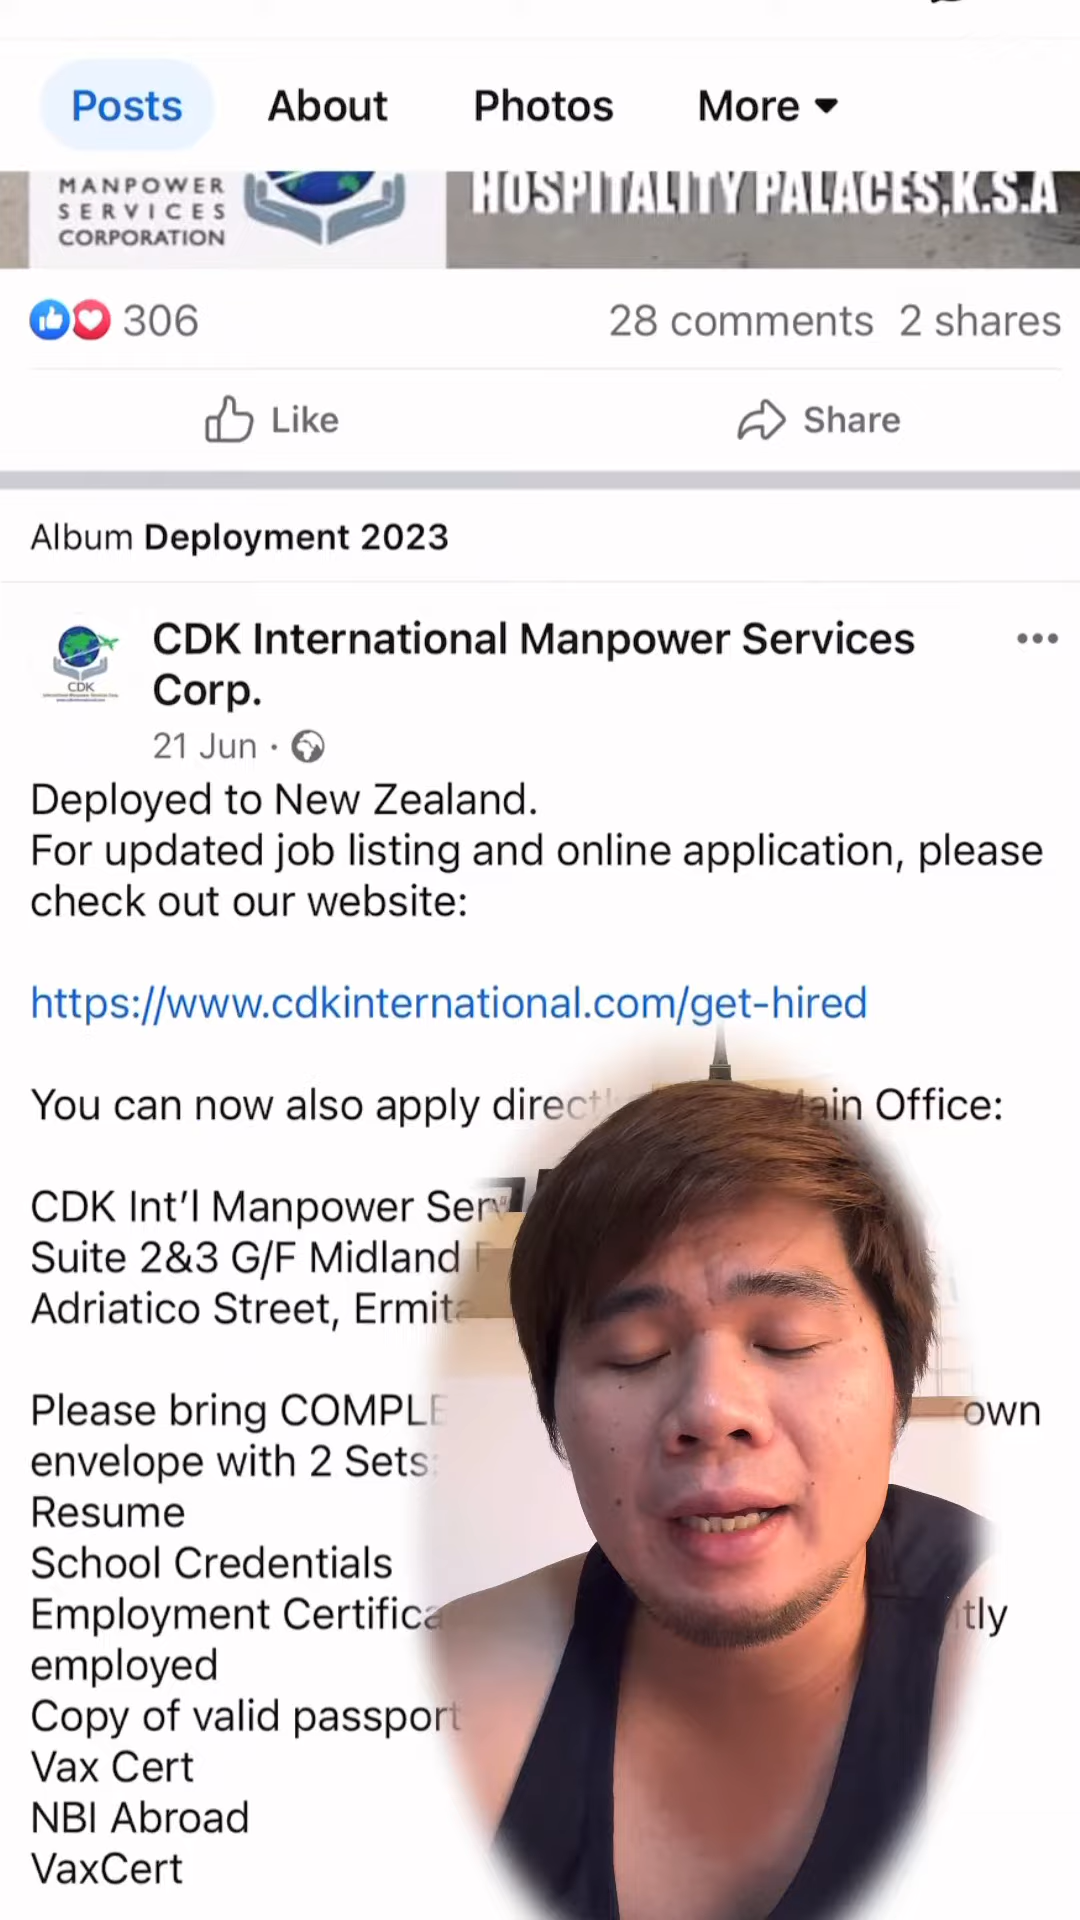 Posts About Photos More
MANPOWER
SERVICES
CORPORATION
HOSPITALITY PALACES,K.S.A
306 28 comments 2 shares
Like Share
Album Deployment 2023
CDK International Manpower Services
Corp.
CDK
21 Jun ·
Deployed to New Zealand.
For updated job listing and online application, please
check out our website:
https://www.cdkinternational.com/get-hired
You can now also apply Main Office:
CDK Int'l Manpower
Suite 2&3 G/F Midland
Adriatico Street,
Please bring
envelope with 2 Sets:
Resume
School Credentials
Employment
employed
Copy of valid passport
Vax Cert
NBI Abroad
VaxCert